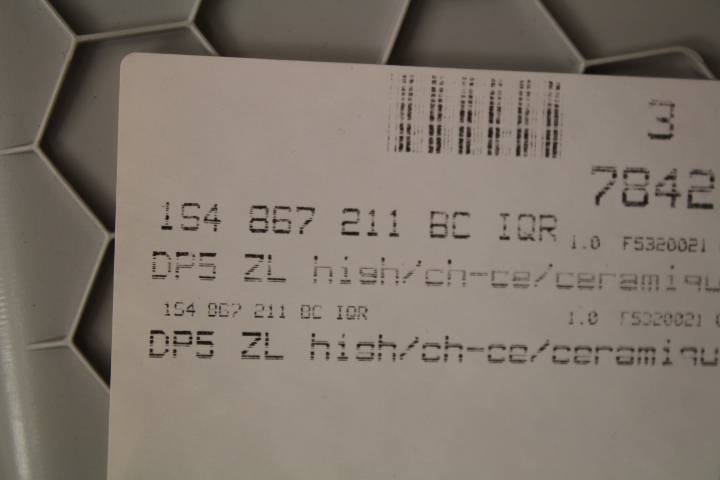 3
7842
1S4 867 211 BC IQR 1.0 F5320021
DP5 ZL high/ch-ce/ceramiqu
1S4 867 211 BC IQR 1.0 F5320021
DP5 ZL high/ch-ce/ceramiqu